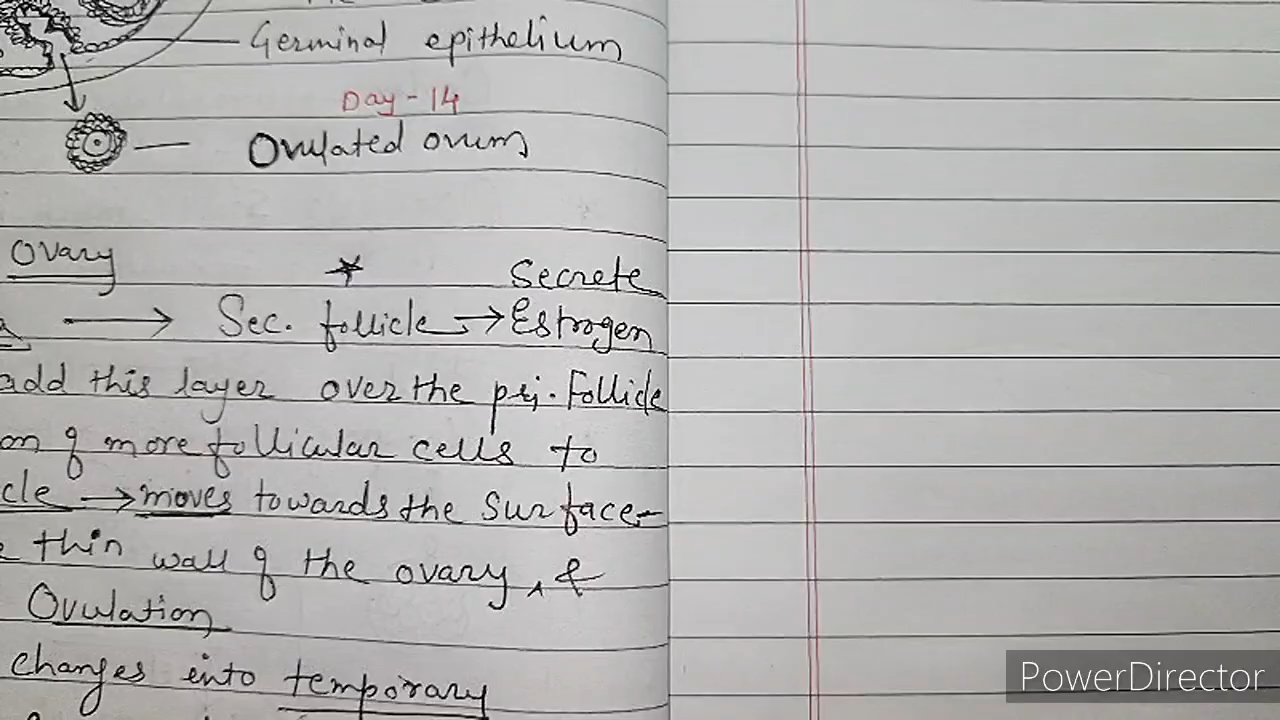 Germinal epithelium
Day - 14
Ovulated ovum
Ovary
Secrete
→ Sec. follicle → Estrogen
add this layer over the pri. Follicle
on of more follicular cells to
cle → moves towards the surface
thin wall of the ovary, &
Ovulation
changes into temporary
PowerDirector